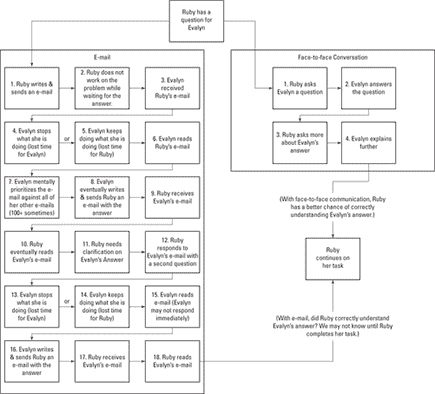 Ruby has a
question for
Evalyn
E-mail
1. Ruby writes &
sends an e-mail
2. Ruby does not
work on the
problem while
waiting for the
answer.
3. Evalyn
received
Ruby's e-mail
4. Evalyn stops
what she is
doing (lost time
for Evalyn)
or
5. Evalyn keeps
doing what she is
doing (lost time
for Ruby)
6. Evalyn reads
Ruby's e-mail
7. Evalyn mentally
prioritizes the e-
mail against all of
her other e-mails
(100+ sometimes)
8. Evalyn
eventually writes
& sends Ruby an
e-mail with the
answer
9. Ruby receives
Evalyn's e-mail
10. Ruby
eventually reads
Evalyn's e-mail
11. Ruby needs
clarification on
Evalyn's Answer
12. Ruby
responds to
Evalyn's e-mail with
a second question
13. Evalyn stops
what she is
doing (lost time
for Evalyn)
or
14. Evalyn keeps
doing what she is
doing (lost time
for Ruby)
15. Evalyn reads
e-mail (Evalyn
may not respond
immediately)
16. Evalyn writes
& sends Ruby an
e-mail with the
answer
17. Ruby receives
Evalyn's e-mail
18. Ruby reads
Evalyn's e-mail
Face-to-face Conversation
1. Ruby asks
Evalyn a question
2. Evalyn answers
the question
3. Ruby asks more
about Evalyn's
answer
4. Evalyn explains
further
(With face-to-face communication, Ruby
has a better chance of correctly
understanding Evalyn's answer.)
Ruby
continues on
her task
(With e-mail, did Ruby correctly understand
Evalyn's answer? We may not know until Ruby
completes her task.)